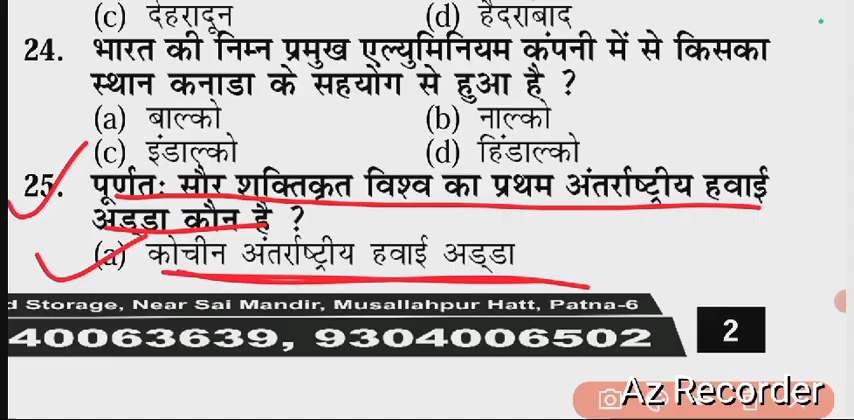 (c) देहरादून (d) हैदराबाद
24. भारत की निम्न प्रमुख एल्युमिनियम कंपनी में से किसका
स्थान कनाडा के सहयोग से हुआ है ?
(a) बाल्को (b) नाल्को
(c) इंडाल्को (d) हिंडाल्को
25. पूर्णतः सौर शक्तिकृत विश्व का प्रथम अंतर्राष्ट्रीय हवाई
अड्डा कौन है ?
(a) कोचीन अंतर्राष्ट्रीय हवाई अड्डा
d Storage, Near Sai Mandir, Musallahpur Hatt, Patna-6
40063639, 9304006502 2
Az Recorder